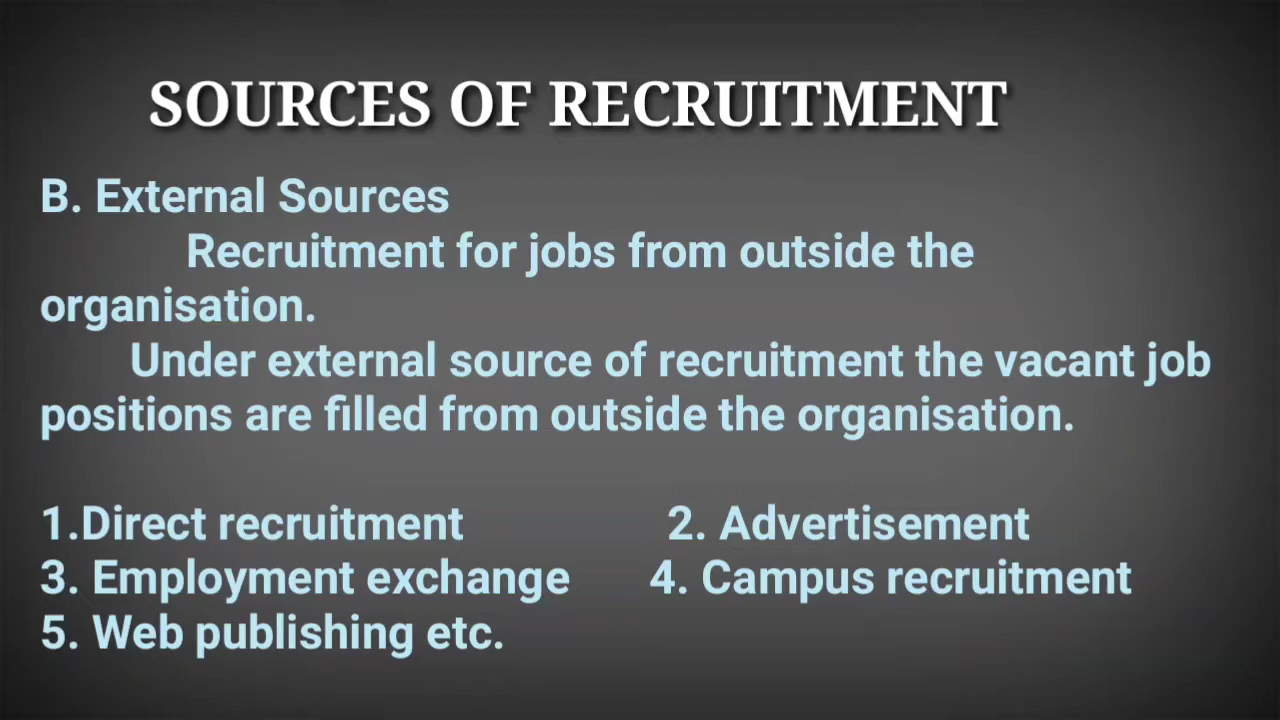 SOURCES OF RECRUITMENT
B. External Sources
Recruitment for jobs from outside the
organisation.
Under external source of recruitment the vacant job
positions are filled from outside the organisation.
1.Direct recruitment 2. Advertisement
3. Employment exchange 4. Campus recruitment
5. Web publishing etc.